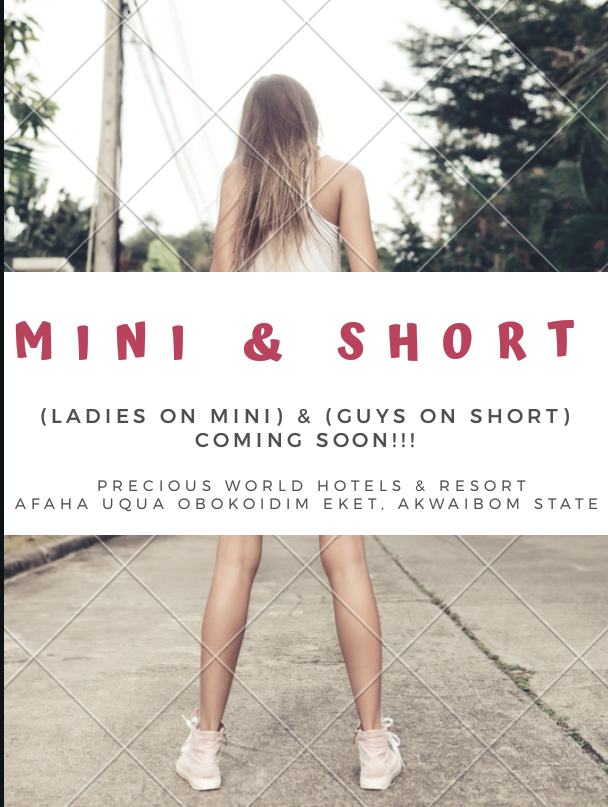 MINI & SHORT
(LADIES ON MINI) & (GUYS ON SHORT)
COMING SOON!!!
PRECIOUS WORLD HOTELS & RESORT
AFAHA UQUA OBOKOIDIM EKET, AKWAIBOM STATE